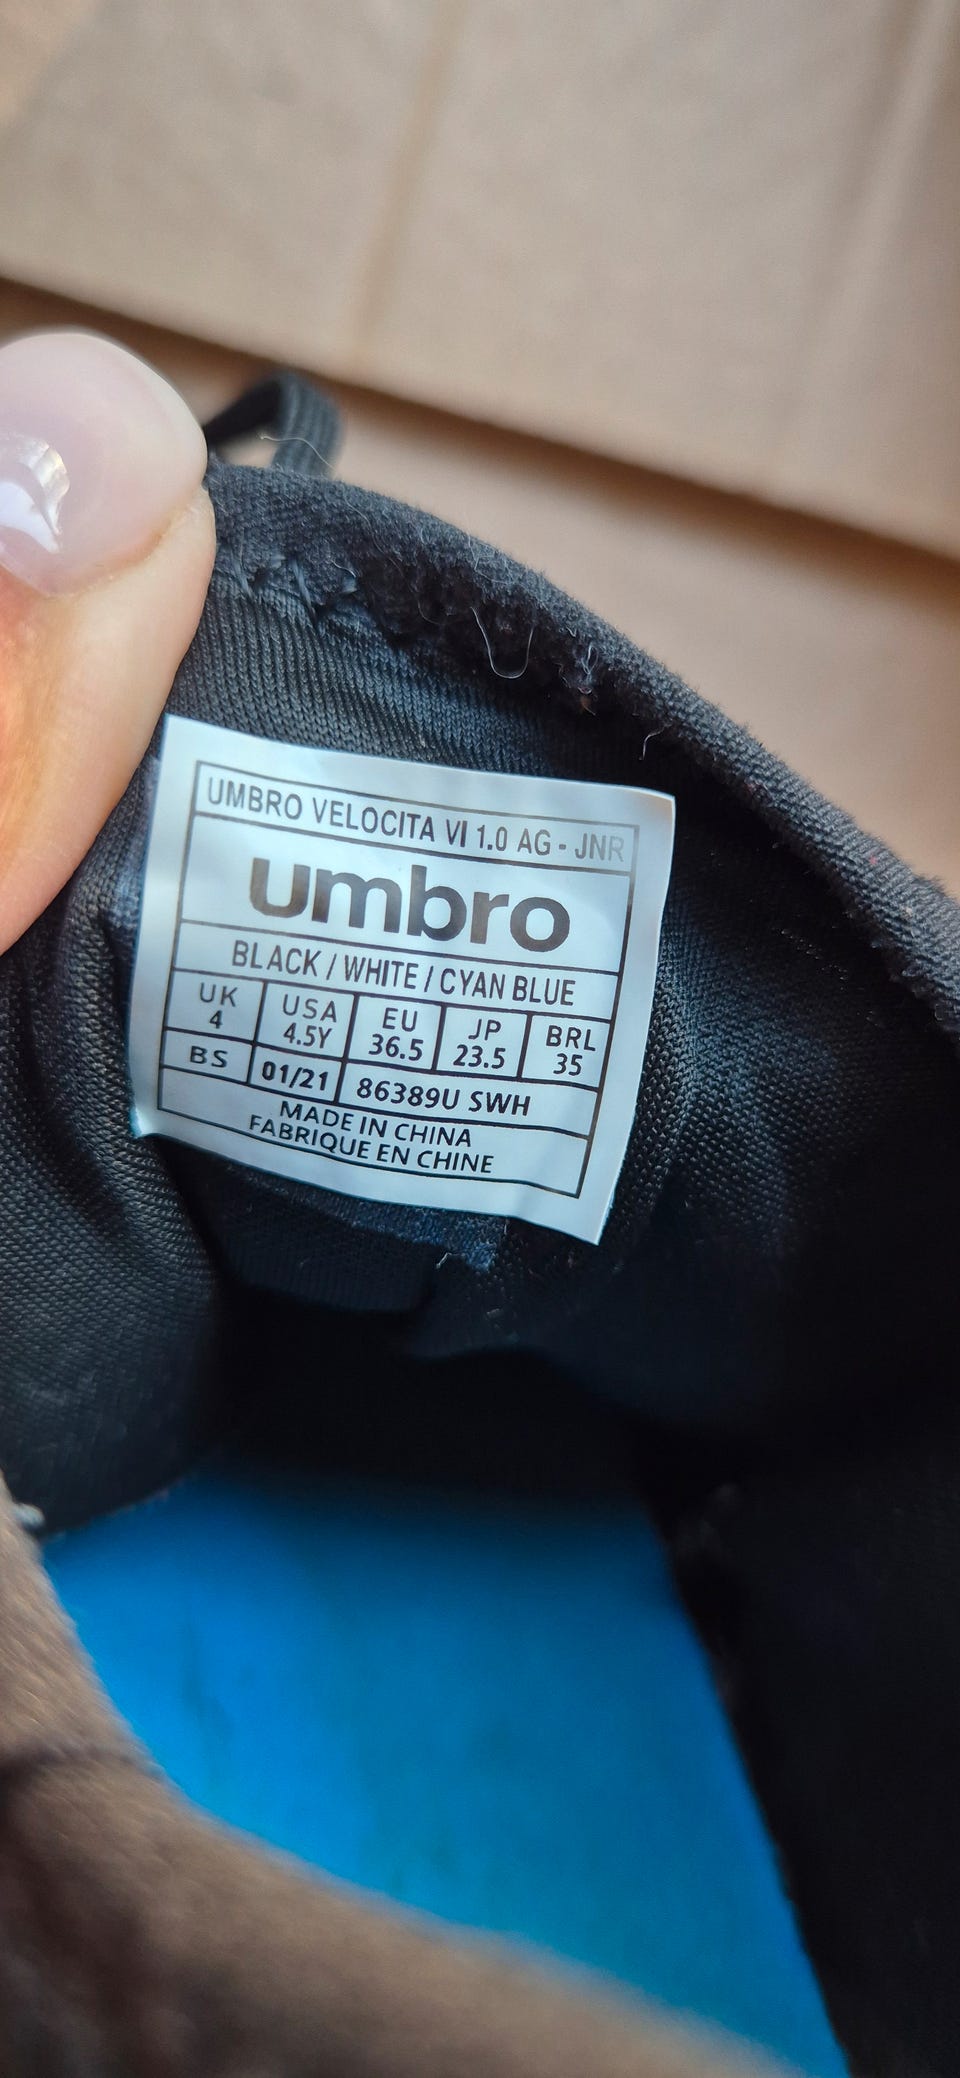 UMBRO VELOCITA VI 1.0 AG - JNR
umbro
BLACK / WHITE / CYAN BLUE
UK USA EU JP BRL
4 4.5Y 36.5 23.5 35
BS 01/21 86389U SWH
MADE IN CHINA
FABRIQUE EN CHINE